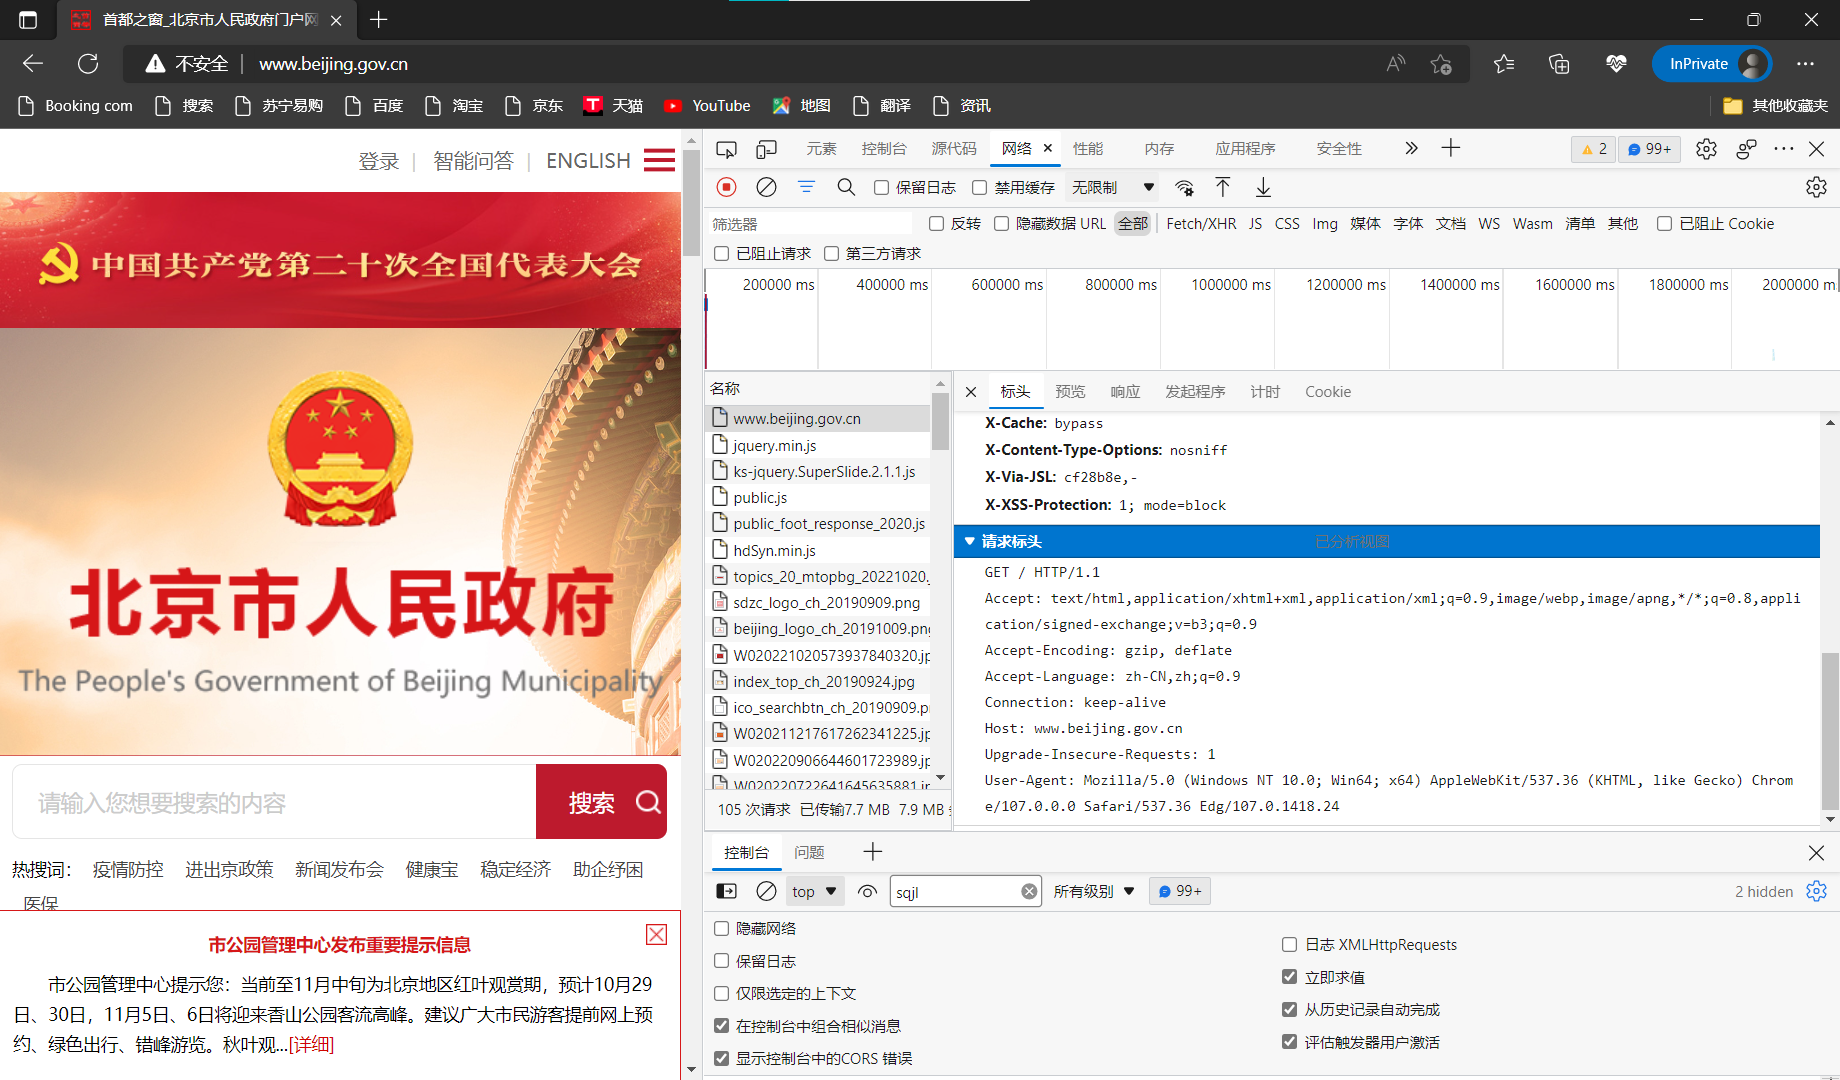 首都之窗_北京市人民政府门户网
不安全 www.beijing.gov.cn InPrivate
Booking.com 搜索 苏宁易购 百度 淘宝 京东 天猫 YouTube 地图 翻译 资讯 其他收藏夹
登录 | 智能问答 | ENGLISH
中国共产党第二十次全国代表大会
北京市人民政府
The People's Government of Beijing Municipality
请输入您想要搜索的内容 搜索
热搜词： 疫情防控 进出京政策 新闻发布会 健康宝 稳定经济 助企纾困
医保
市公园管理中心发布重要提示信息
市公园管理中心提示您：当前至11月中旬为北京地区红叶观赏期，预计10月29
日、30日，11月5日、6日将迎来香山公园客流高峰。建议广大市民游客提前网上预
约、绿色出行、错峰游览。秋叶观...[详细]
元素 控制台 源代码 网络 性能 内存 应用程序 安全性 2 99+
保留日志 禁用缓存 无限制
筛选器 反转 隐藏数据 URL 全部 Fetch/XHR JS CSS Img 媒体 字体 文档 WS Wasm 清单 其他 已阻止 Cookie
已阻止请求 第三方请求
200000 ms 400000 ms 600000 ms 800000 ms 1000000 ms 1200000 ms 1400000 ms 1600000 ms 1800000 ms 2000000 m
名称
www.beijing.gov.cn
jquery.min.js
ks-jquery.SuperSlide.2.1.1.js
public.js
public_foot_response_2020.js
hdSyn.min.js
topics_20_mtopbg_20221020.
sdzc_logo_ch_20190909.png
beijing_logo_ch_20191009.png
W020221020573937840320.jp
index_top_ch_20190924.jpg
ico_searchbtn_ch_20190909.p
W020211217617262341225.jp
W020220906644601723989.jp
W020220722641645635881.jp
105 次请求 已传输7.7 MB 7.9 MB
标头 预览 响应 发起程序 计时 Cookie
X-Cache: bypass
X-Content-Type-Options: nosniff
X-Via-JSL: cf28b8e,-
X-XSS-Protection: 1; mode=block
请求标头 已分析视图
GET / HTTP/1.1
Accept: text/html,application/xhtml+xml,application/xml;q=0.9,image/webp,image/apng,*/*;q=0.8,appli
cation/signed-exchange;v=b3;q=0.9
Accept-Encoding: gzip, deflate
Accept-Language: zh-CN,zh;q=0.9
Connection: keep-alive
Host: www.beijing.gov.cn
Upgrade-Insecure-Requests: 1
User-Agent: Mozilla/5.0 (Windows NT 10.0; Win64; x64) AppleWebKit/537.36 (KHTML, like Gecko) Chrom
e/107.0.0.0 Safari/537.36 Edg/107.0.1418.24
控制台 问题
top sqjl 所有级别 99+ 2 hidden
隐藏网络
保留日志
仅限选定的上下文
在控制台中组合相似消息
显示控制台中的CORS 错误
日志 XMLHttpRequests
立即求值
从历史记录自动完成
评估触发器用户激活